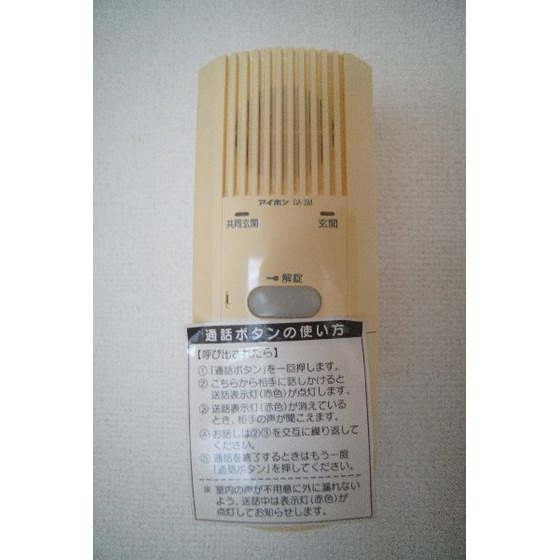 アイホン GX-2M
共同玄関 玄関
解錠
通話ボタンの使い方
【呼び出されたら】
①「通話ボタン」を一回押します。
②こちらから相手に話しかけると
送話表示灯(赤色)が点灯します。
③送話表示灯(赤色)が消えている
とき、相手の声が聞こえます。
④お話しは②③を交互に繰り返して
ください。
⑤通話を終了するときはもう一度
「通話ボタン」を押してください。
※室内の声が不用意に外に漏れない
よう、送話中は表示灯(赤色)が
点灯してお知らせします。